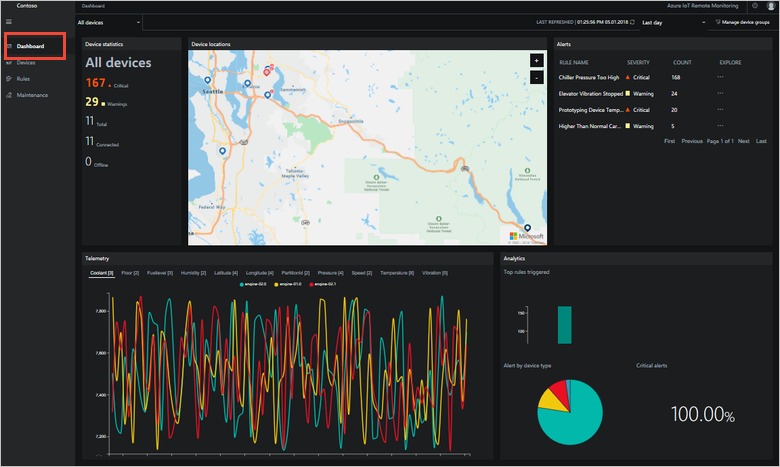 Contoso
Dashboard
Azure IoT Remote Monitoring
All devices
LAST REFRESHED | 01:25:56 PM 05.01.2018
Last day
Manage device groups
Dashboard
Devices
Rules
Maintenance
Device statistics
All devices
167 Critical
29 Warnings
11 Total
11 Connected
0 Offline
Device locations
+
-
Seattle
Sammamish
Snoqualmie
Tahoma-
Maple Valley
Federal Way
Microsoft
Alerts
RULE NAME SEVERITY COUNT EXPLORE
Chiller Pressure Too High Critical 168 ...
Elevator Vibration Stopped Warning 24 ...
Prototyping Device Temp... Critical 20 ...
Higher Than Normal Car... Warning 5 ...
First Previous Page 1 of 1 Next Last
Telemetry
Coolant [3] Floor [2] Fuellevel [3] Humidity [2] Latitude [4] Longitude [4] PartitionId [2] Pressure [4] Speed [2] Temperature [8] Vibration [5]
engine-02.0 engine-01.0 engine-02.1
7,800
7,600
7,400
7,200
Analytics
Top rules triggered
150
100
Alert by device type
Critical alerts
100.00%